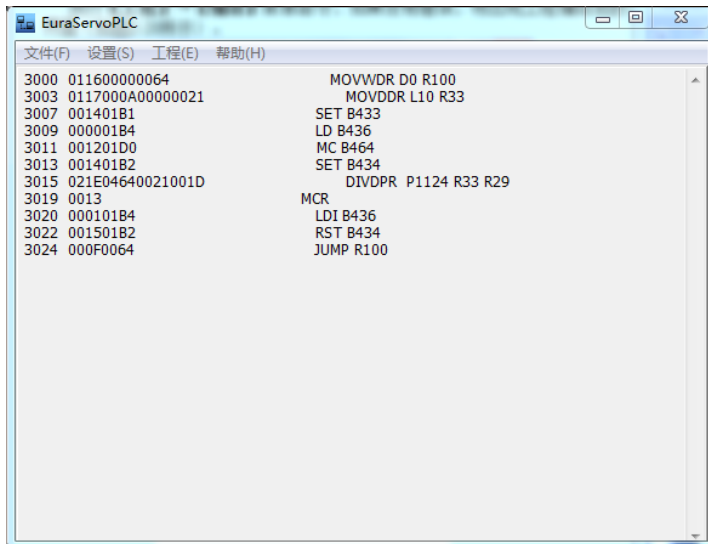 EuraServoPLC
文件(F) 设置(S) 工程(E) 帮助(H)
3000 011600000064 MOVWDR D0 R100
3003 0117000A00000021 MOVDDR L10 R33
3007 001401B1 SET B433
3009 000001B4 LD B436
3011 001201D0 MC B464
3013 001401B2 SET B434
3015 021E04640021001D DIVDPR P1124 R33 R29
3019 0013 MCR
3020 000101B4 LDI B436
3022 001501B2 RST B434
3024 000F0064 JUMP R100